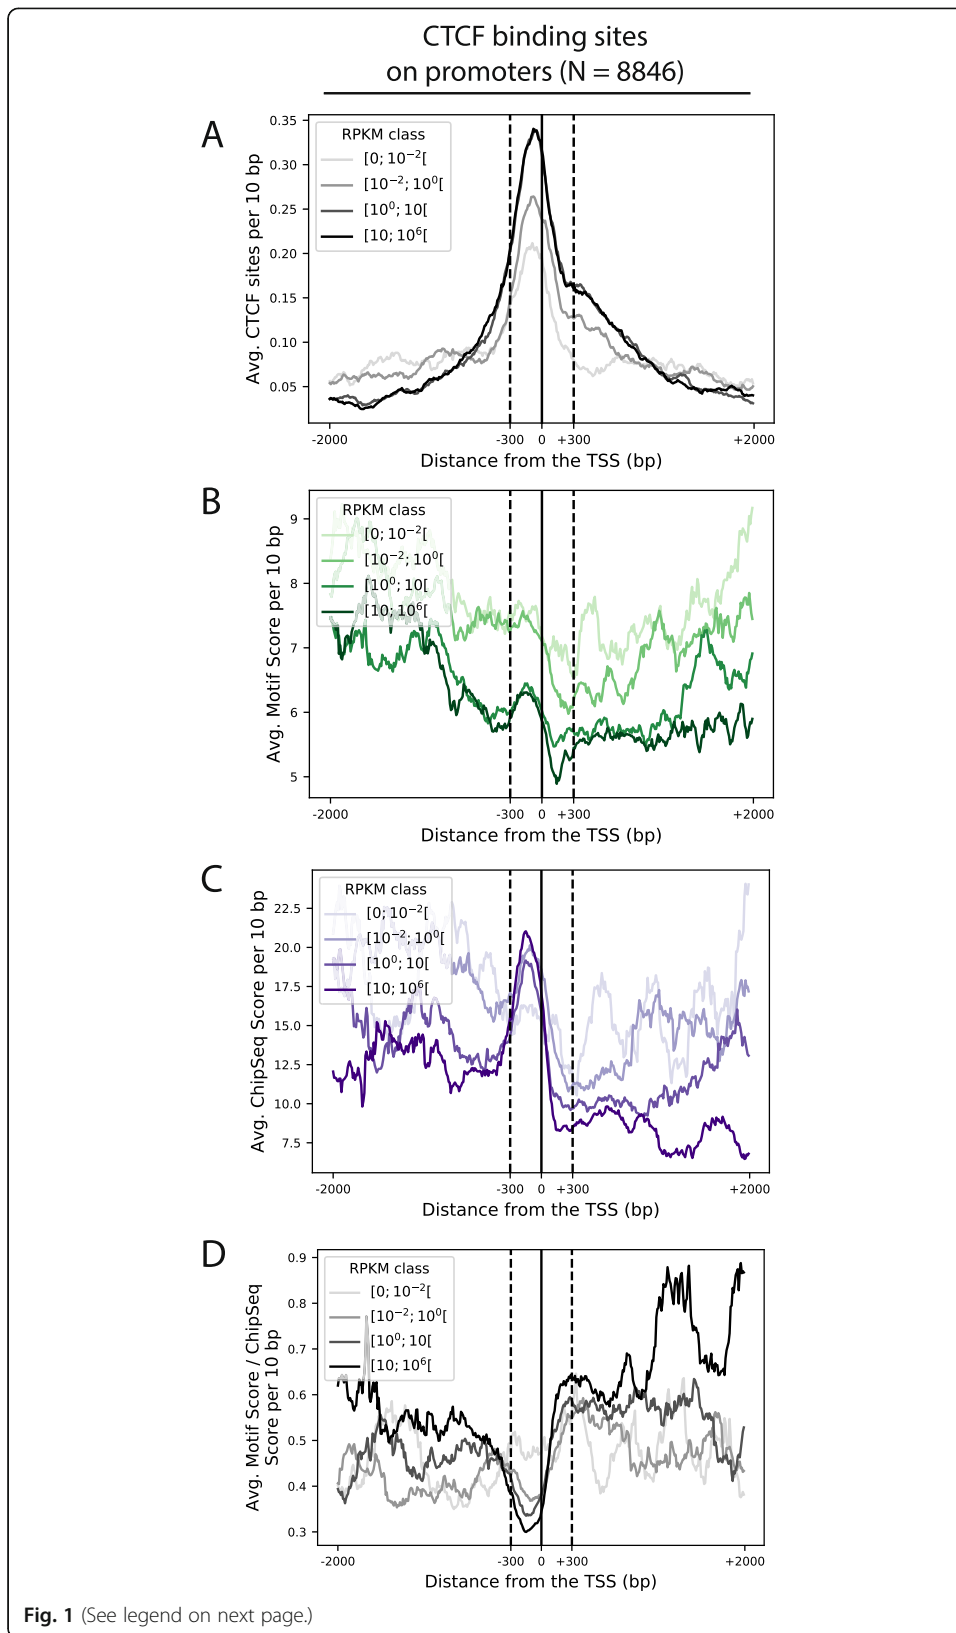 CTCF binding sites
on promoters (N = 8846)
A
Avg. CTCF sites per 10 bp
0.35
0.30
0.25
0.20
0.15
0.10
0.05
RPKM class
[0; 10⁻²[
[10⁻²; 10⁰[
[10⁰; 10[
[10; 10⁶[
-2000 -300 0 +300 +2000
Distance from the TSS (bp)
B
Avg. Motif Score per 10 bp
9
8
7
6
5
RPKM class
[0; 10⁻²[
[10⁻²; 10⁰[
[10⁰; 10[
[10; 10⁶[
-2000 -300 0 +300 +2000
Distance from the TSS (bp)
C
Avg. ChipSeq Score per 10 bp
22.5
20.0
17.5
15.0
12.5
10.0
7.5
RPKM class
[0; 10⁻²[
[10⁻²; 10⁰[
[10⁰; 10[
[10; 10⁶[
-2000 -300 0 +300 +2000
Distance from the TSS (bp)
D
Avg. Motif Score / ChipSeq
Score per 10 bp
0.9
0.8
0.7
0.6
0.5
0.4
0.3
RPKM class
[0; 10⁻²[
[10⁻²; 10⁰[
[10⁰; 10[
[10; 10⁶[
-2000 -300 0 +300 +2000
Distance from the TSS (bp)
Fig. 1 (See legend on next page.)